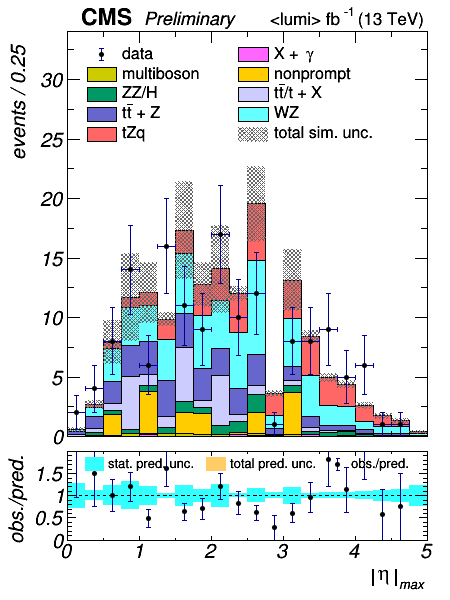 CMS Preliminary <lumi> fb⁻¹ (13 TeV)
events / 0.25
data
multiboson
ZZ/H
tt̄ + Z
tZq
X + γ
nonprompt
tt̄/t + X
WZ
total sim. unc.
30
25
20
15
10
5
0
obs./pred.
stat. pred. unc. total pred. unc. obs./pred.
2
1.5
1
0.5
0
0 1 2 3 4 5
|η|max